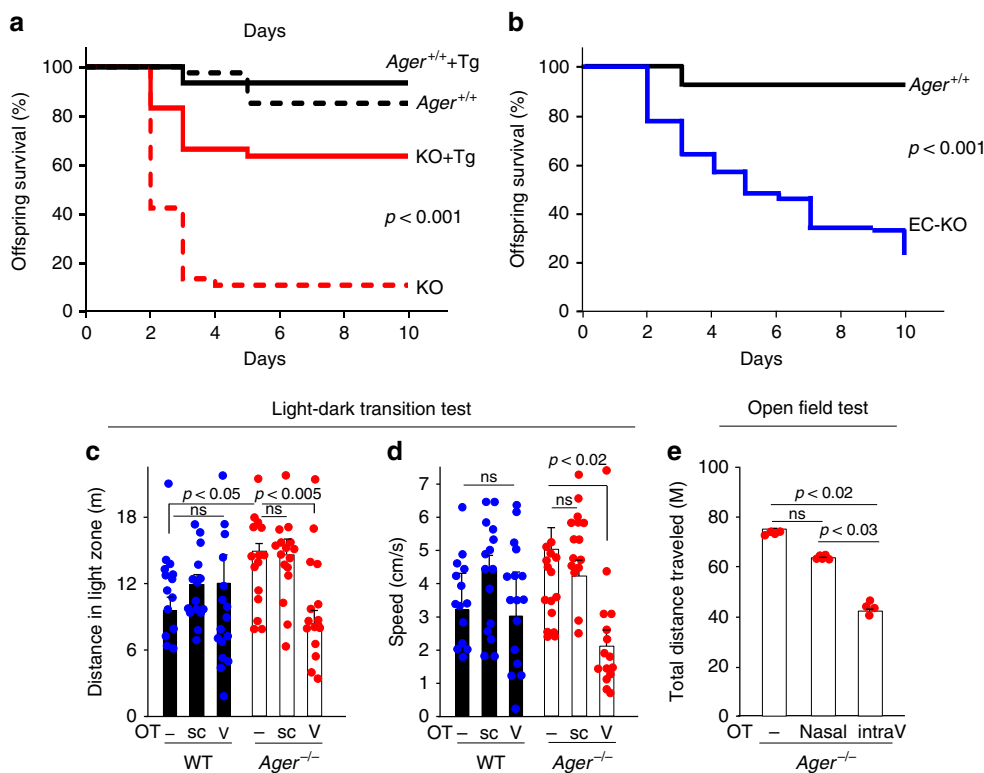 a
Days
Offspring survival (%)
100
80
60
40
20
0
0 2 4 6 8 10
Days
Ager+/++Tg
Ager+/+
KO+Tg
p < 0.001
KO
b
Offspring survival (%)
100
80
60
40
20
0
0 2 4 6 8 10
Days
Ager+/+
p < 0.001
EC-KO
Light-dark transition test
Open field test
c
Distance in light zone (m)
18
12
6
0
p < 0.05
p < 0.005
ns
ns
OT – sc V – sc V
WT Ager–/–
d
Speed (cm/s)
7
6
5
4
3
2
1
0
ns
p < 0.02
ns
– sc V – sc V
WT Ager–/–
e
Total distance traveled (M)
100
80
60
40
20
0
p < 0.02
ns
p < 0.03
OT – Nasal intraV
Ager–/–